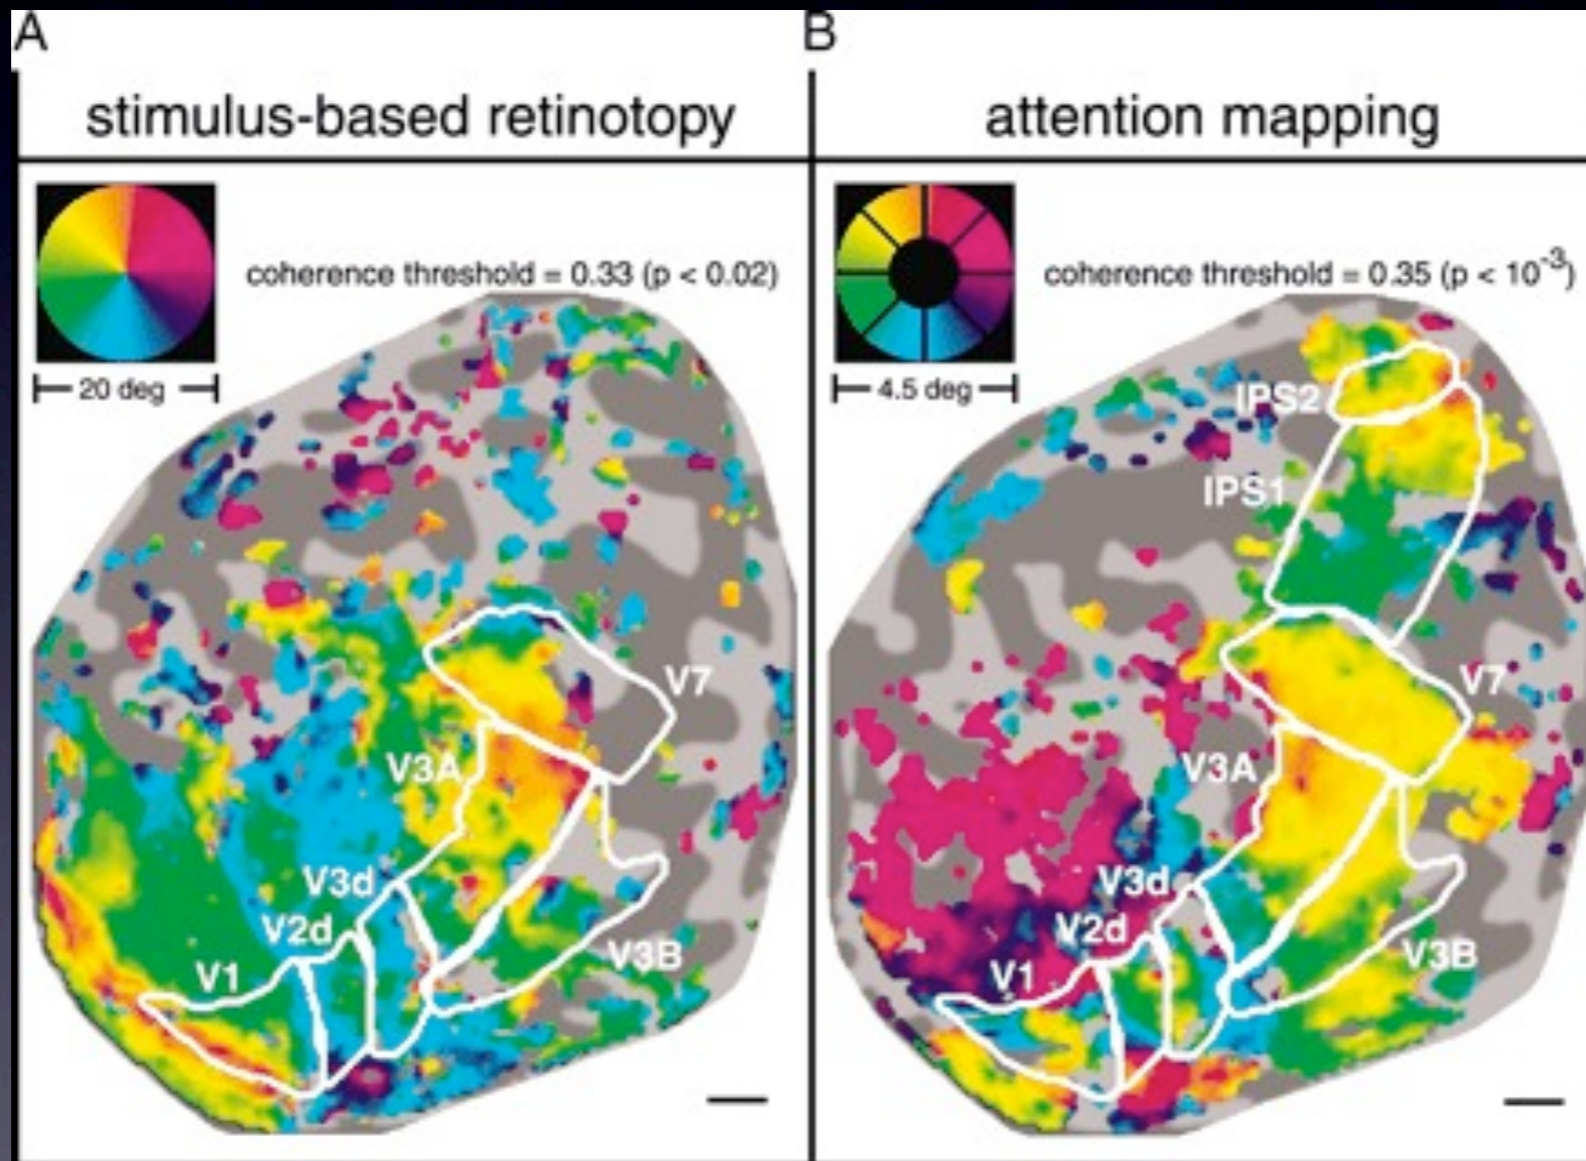 A
stimulus-based retinotopy
coherence threshold = 0.33 (p < 0.02)
20 deg
V7
V3A
V3d
V2d
V1
V3B
B
attention mapping
coherence threshold = 0.35 (p < 10⁻³)
4.5 deg
IPS2
IPS1
V7
V3A
V3d
V2d
V1
V3B